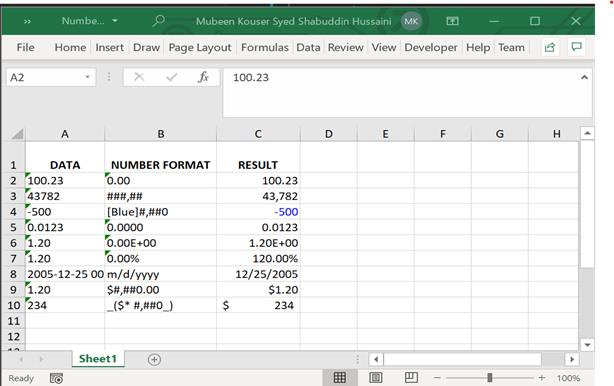 Numbe... Mubeen Kouser Syed Shabuddin Hussaini MK
File Home Insert Draw Page Layout Formulas Data Review View Developer Help Team
A2 fx 100.23
A B C D E F G H
1 DATA NUMBER FORMAT RESULT
2 100.23 0.00 100.23
3 43782 ###,## 43,782
4 -500 [Blue]#,##0 -500
5 0.0123 0.0000 0.0123
6 1.20 0.00E+00 1.20E+00
7 1.20 0.00% 120.00%
8 2005-12-25 00 m/d/yyyy 12/25/2005
9 1.20 $#,##0.00 $1.20
10 234 _($* #,##0_) $ 234
11
12
Sheet1
Ready 100%